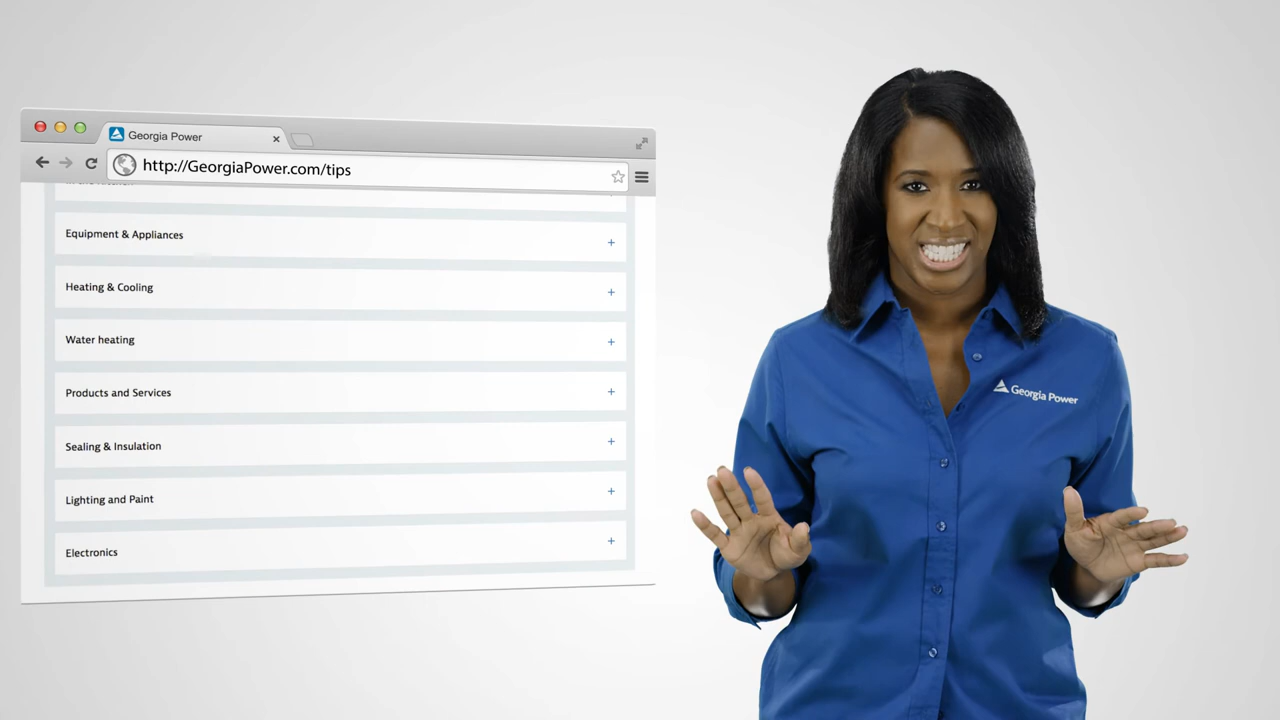 Georgia Power
http://GeorgiaPower.com/tips
Equipment & Appliances
Heating & Cooling
Water heating
Products and Services
Sealing & Insulation
Lighting and Paint
Electronics
Georgia Power